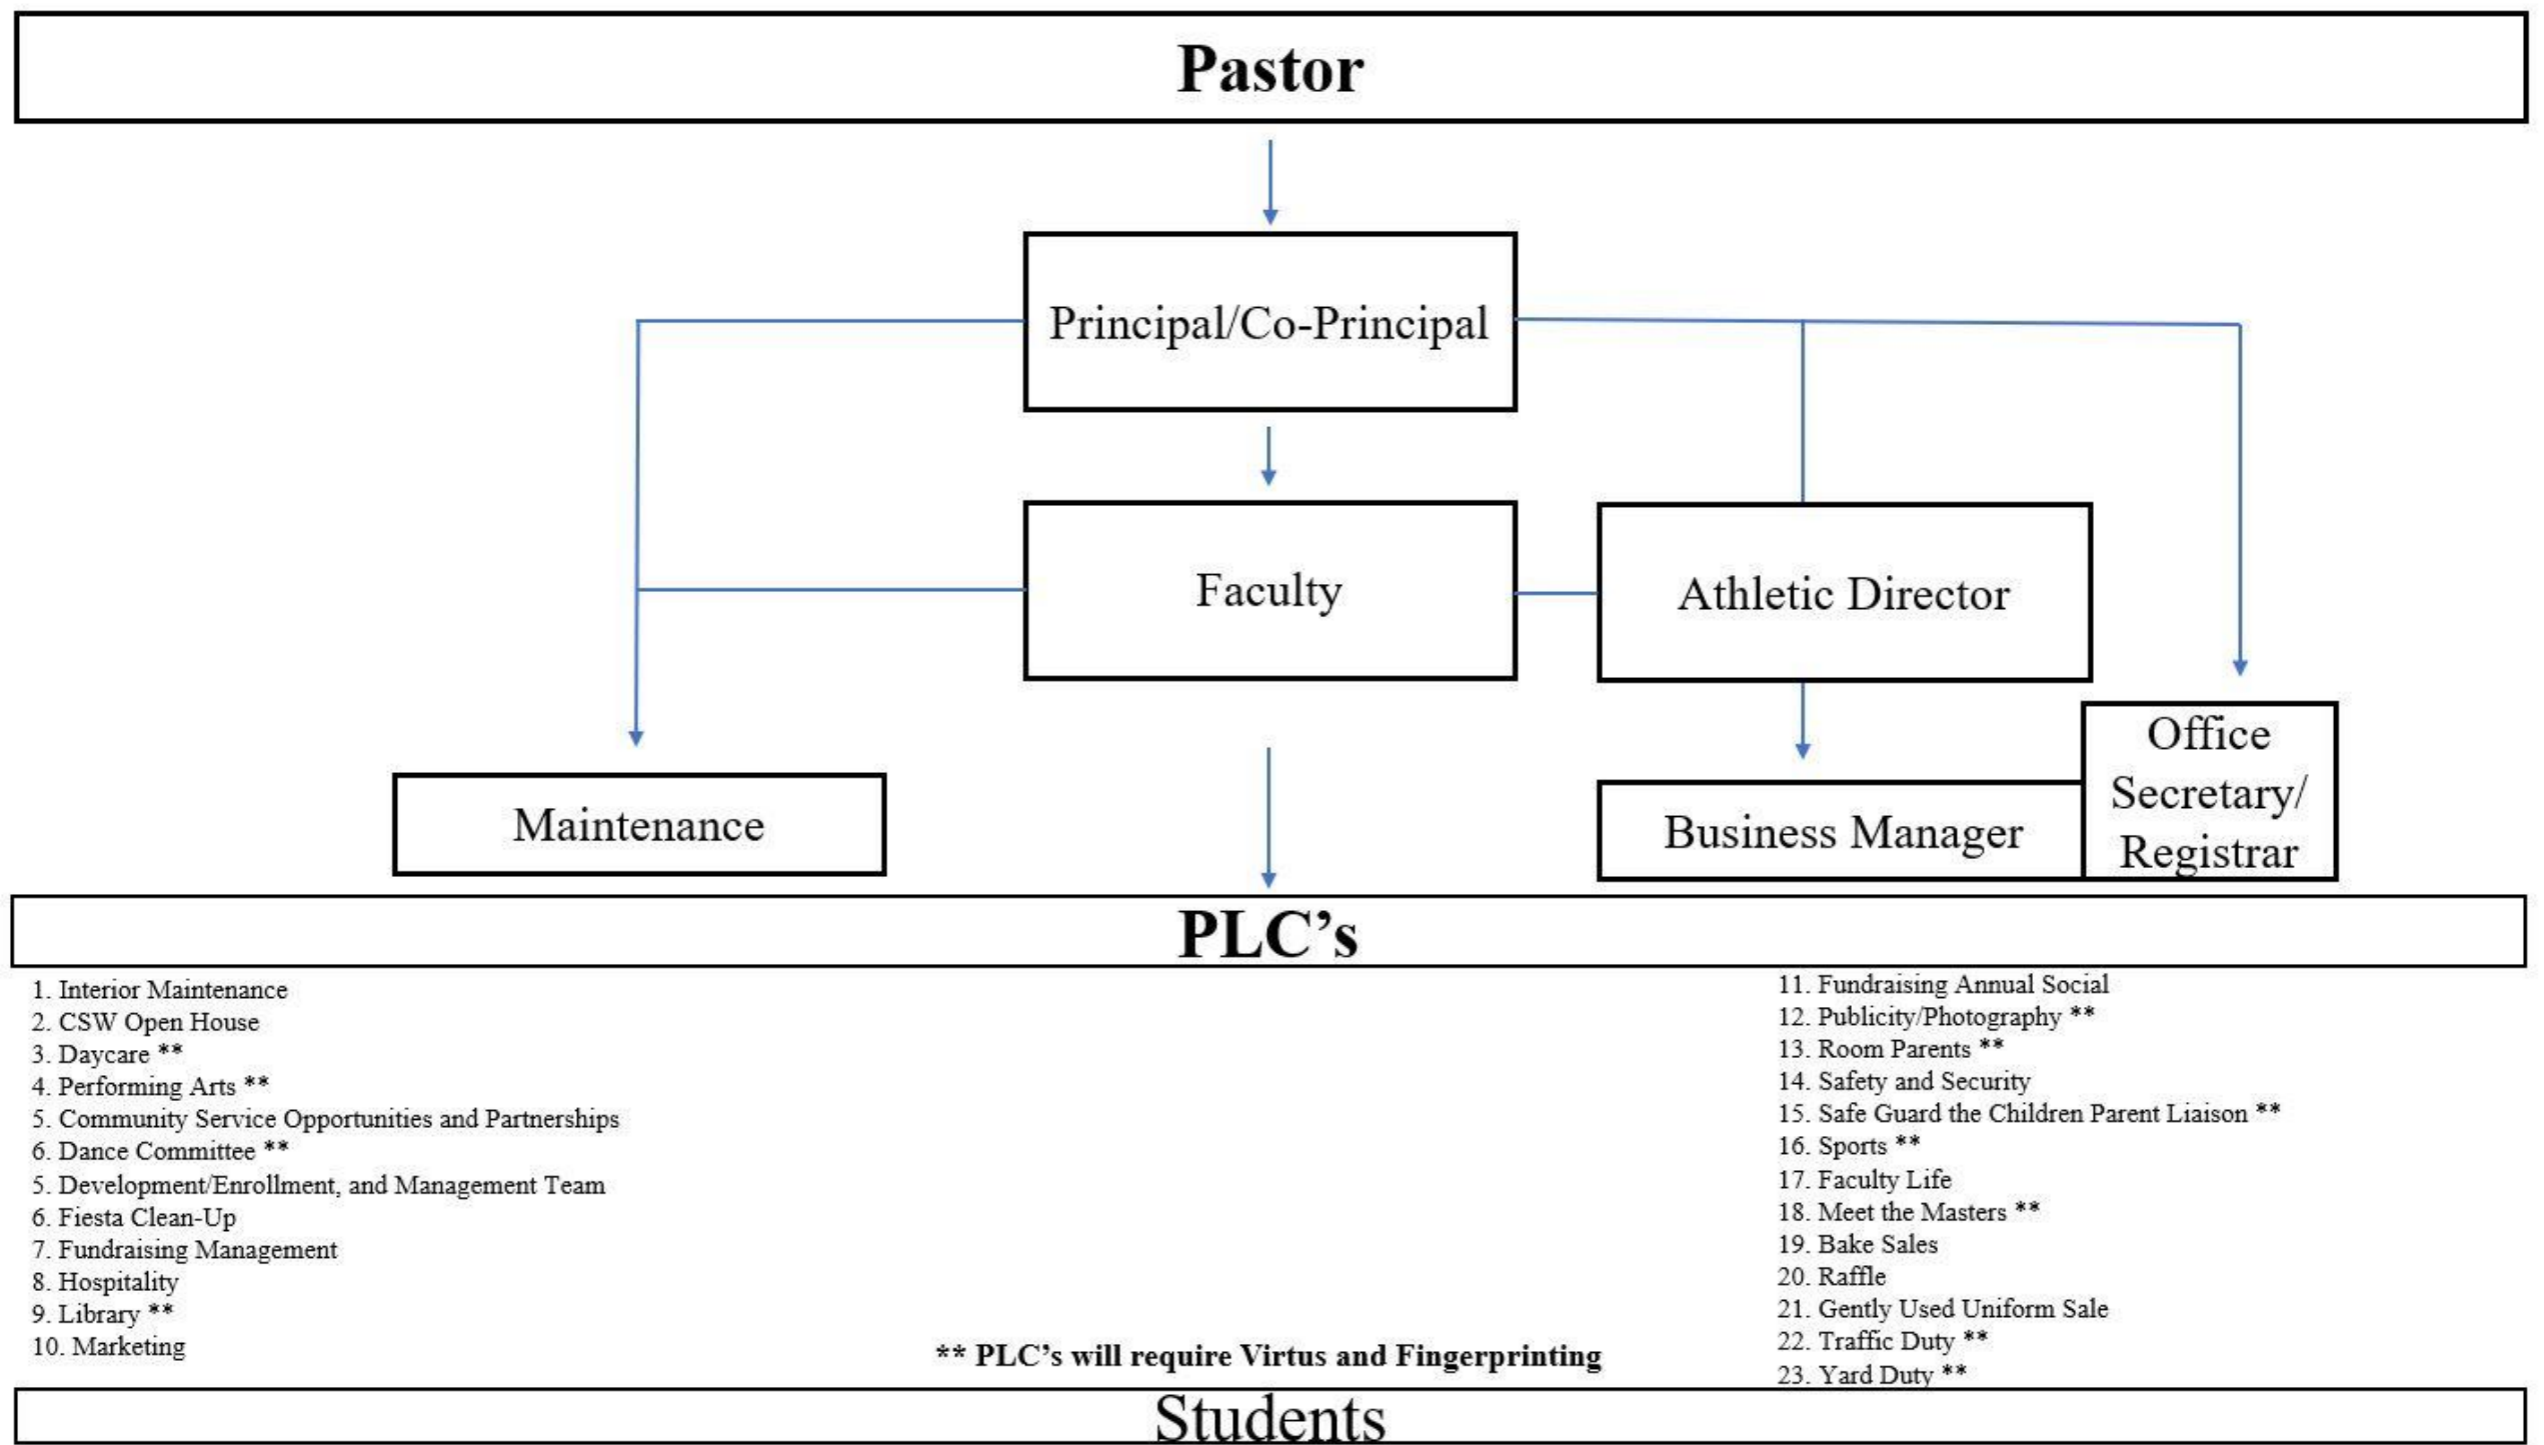 Pastor
Principal/Co-Principal
Faculty
Athletic Director
Maintenance
Business Manager
Office
Secretary/
Registrar
PLC’s
1. Interior Maintenance
2. CSW Open House
3. Daycare **
4. Performing Arts **
5. Community Service Opportunities and Partnerships
6. Dance Committee **
5. Development/Enrollment, and Management Team
6. Fiesta Clean-Up
7. Fundraising Management
8. Hospitality
9. Library **
10. Marketing
** PLC’s will require Virtus and Fingerprinting
11. Fundraising Annual Social
12. Publicity/Photography **
13. Room Parents **
14. Safety and Security
15. Safe Guard the Children Parent Liaison **
16. Sports **
17. Faculty Life
18. Meet the Masters **
19. Bake Sales
20. Raffle
21. Gently Used Uniform Sale
22. Traffic Duty **
23. Yard Duty **
Students